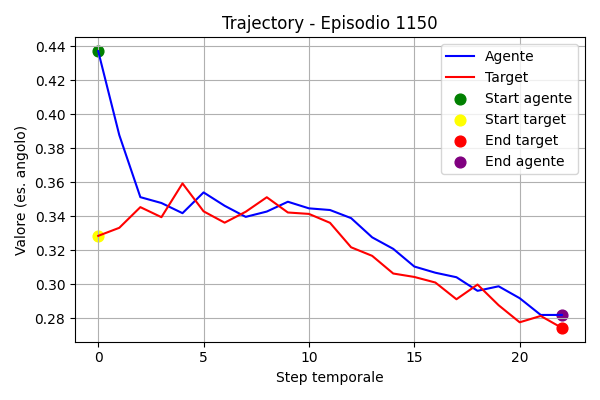 Trajectory - Episodio 1150
Valore (es. angolo)
0.44
0.42
0.40
0.38
0.36
0.34
0.32
0.30
0.28
Agente
Target
Start agente
Start target
End target
End agente
0 5 10 15 20
Step temporale